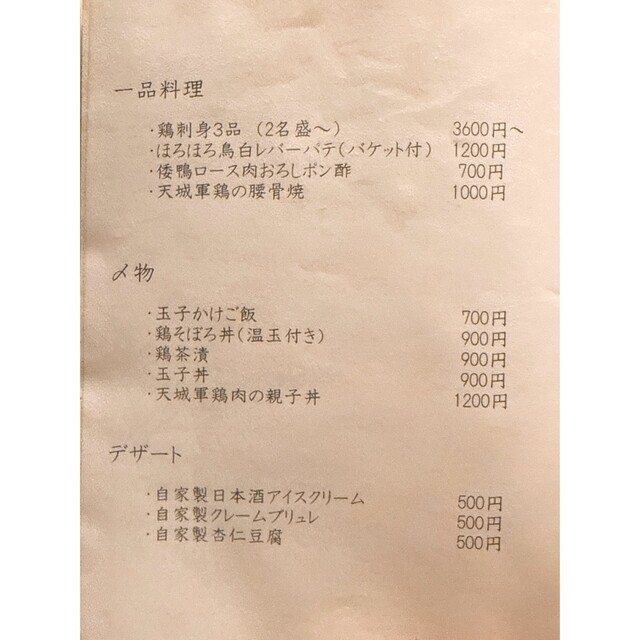 一品料理
・鶏刺身3品（2名盛～） 3600円～
・ほろほろ鳥白レバーパテ（バケット付） 1200円
・倭鴨ロース肉おろしポン酢 700円
・天城軍鶏の腰骨焼 1000円
〆物
・玉子かけご飯 700円
・鶏そぼろ丼（温玉付き） 900円
・鶏茶漬 900円
・玉子丼 900円
・天城軍鶏肉の親子丼 1200円
デザート
・自家製日本酒アイスクリーム 500円
・自家製クレームブリュレ 500円
・自家製杏仁豆腐 500円